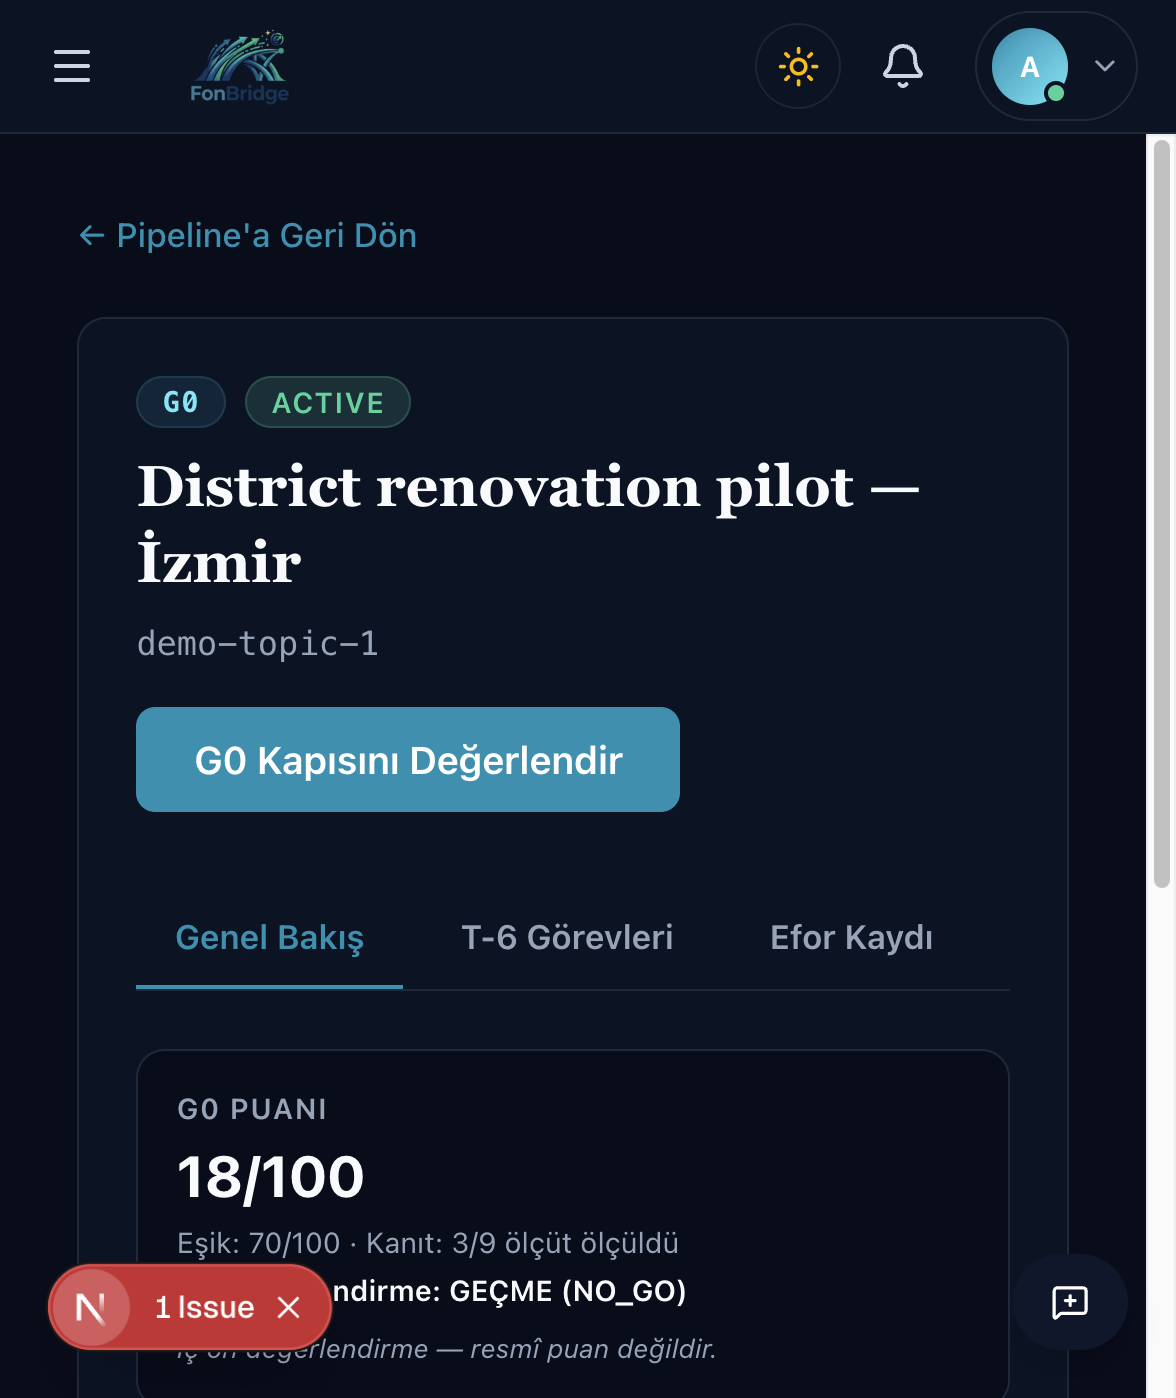 FonBridge
A
← Pipeline'a Geri Dön
G0
ACTIVE
District renovation pilot —
İzmir
demo-topic-1
G0 Kapısını Değerlendir
Genel Bakış
T-6 Görevleri
Efor Kaydı
G0 PUANI
18/100
Eşik: 70/100 · Kanıt: 3/9 ölçüt ölçüldü
ndirme: GEÇME (NO_GO)
N 1 Issue
değerlendirme — resmî puan değildir.